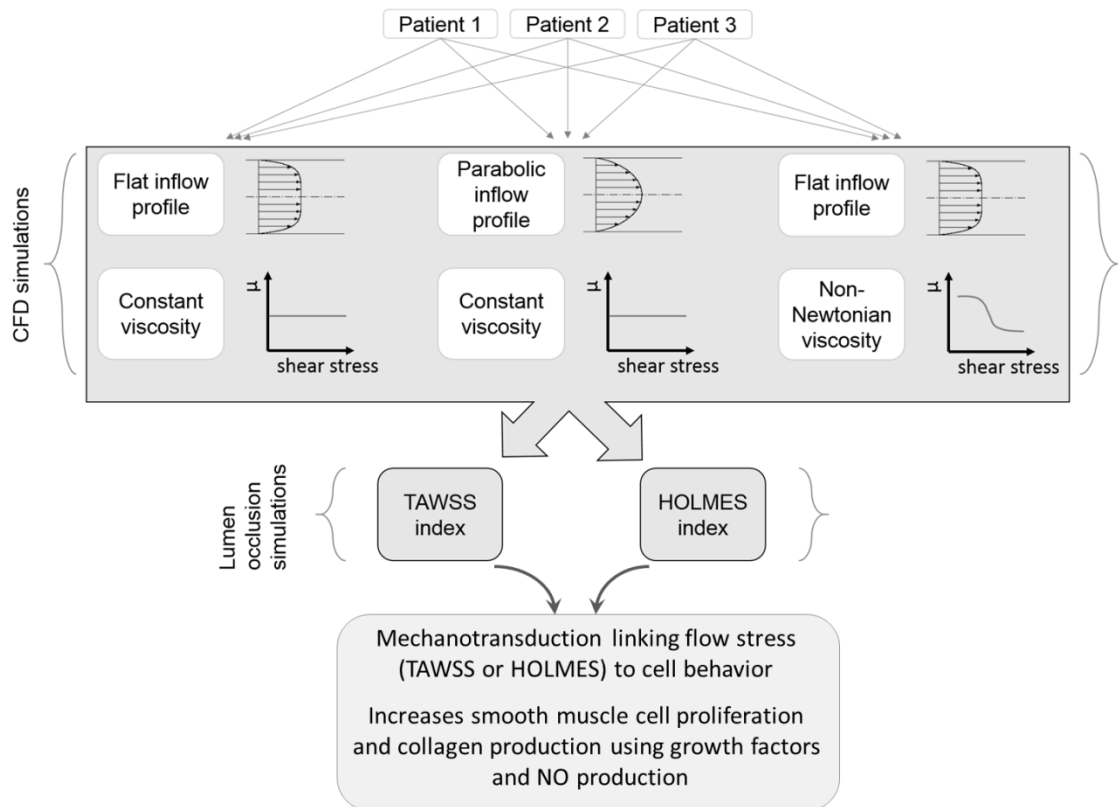 Patient 1
Patient 2
Patient 3
CFD simulations
Flat inflow
profile
Parabolic
inflow
profile
Flat inflow
profile
Constant
viscosity
μ
shear stress
Constant
viscosity
μ
shear stress
Non-
Newtonian
viscosity
μ
shear stress
Lumen
occlusion
simulations
TAWSS
index
HOLMES
index
Mechanotransduction linking flow stress
(TAWSS or HOLMES) to cell behavior
Increases smooth muscle cell proliferation
and collagen production using growth factors
and NO production